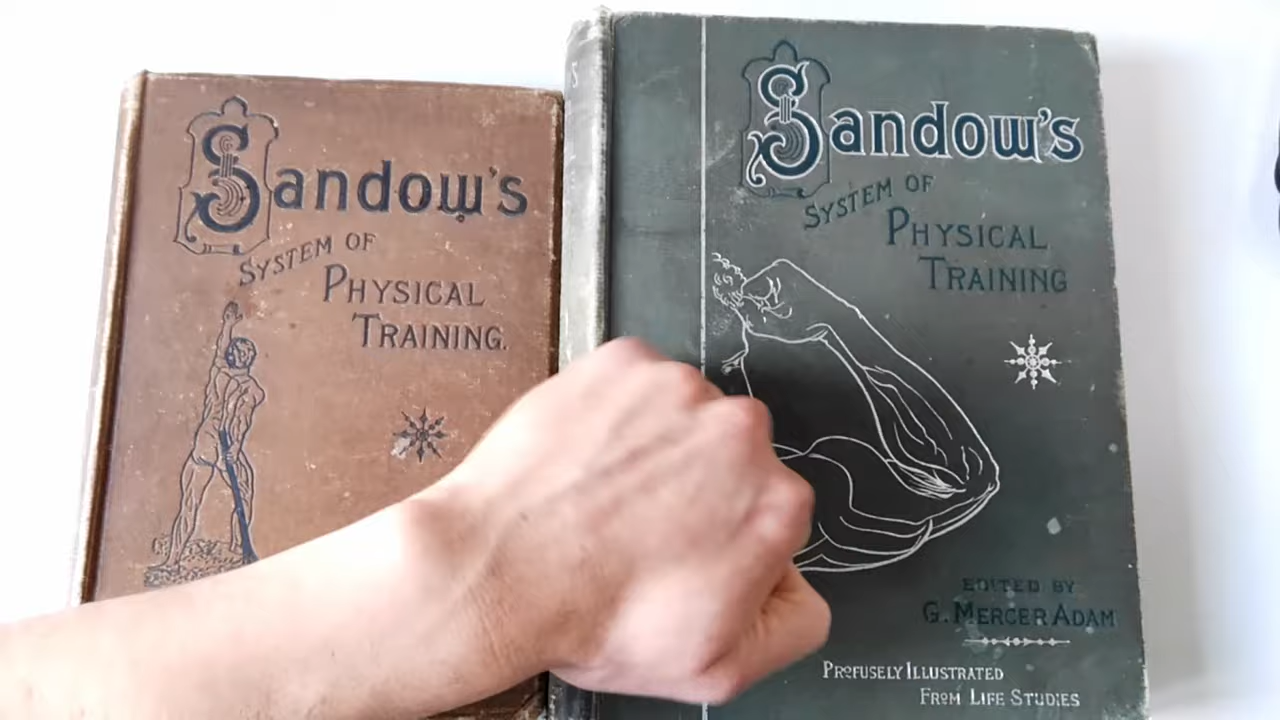 Sandow's
SYSTEM OF
PHYSICAL
TRAINING.
Sandow's
SYSTEM OF
PHYSICAL
TRAINING
EDITED BY
G. MERCER ADAM
PROFUSELY ILLUSTRATED
FROM LIFE STUDIES